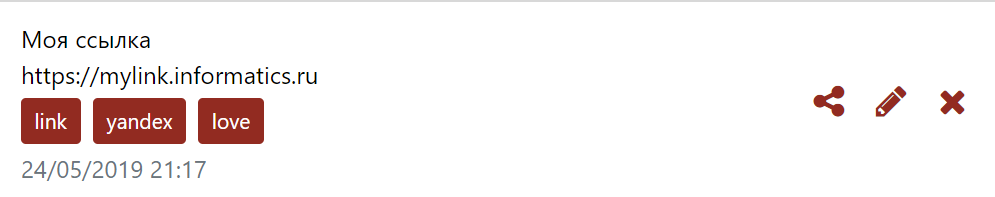 Моя ссылка
https://mylink.informatics.ru
link yandex love
24/05/2019 21:17